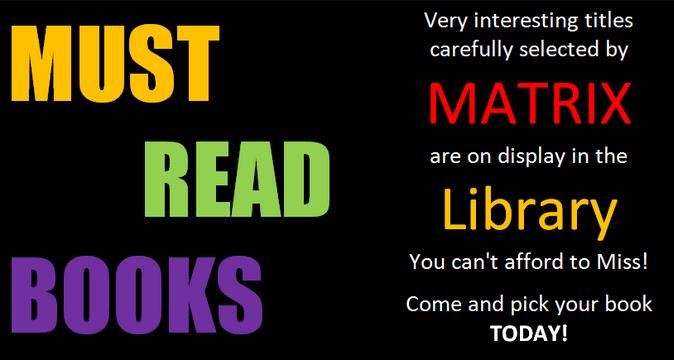 MUST
READ
BOOKS
Very interesting titles
carefully selected by
MATRIX
are on display in the
Library
You can't afford to Miss!
Come and pick your book
TODAY!